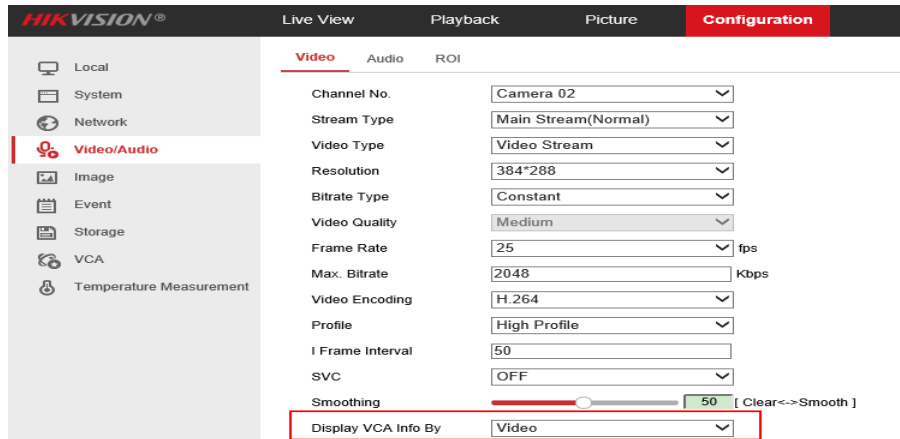 HIKVISION® Live View Playback Picture Configuration
Video Audio ROI
Local
System
Network
Video/Audio
Image
Event
Storage
VCA
Temperature Measurement
Channel No. Camera 02
Stream Type Main Stream(Normal)
Video Type Video Stream
Resolution 384*288
Bitrate Type Constant
Video Quality Medium
Frame Rate 25 fps
Max. Bitrate 2048 Kbps
Video Encoding H.264
Profile High Profile
I Frame Interval 50
SVC OFF
Smoothing 50 [ Clear<->Smooth ]
Display VCA Info By Video